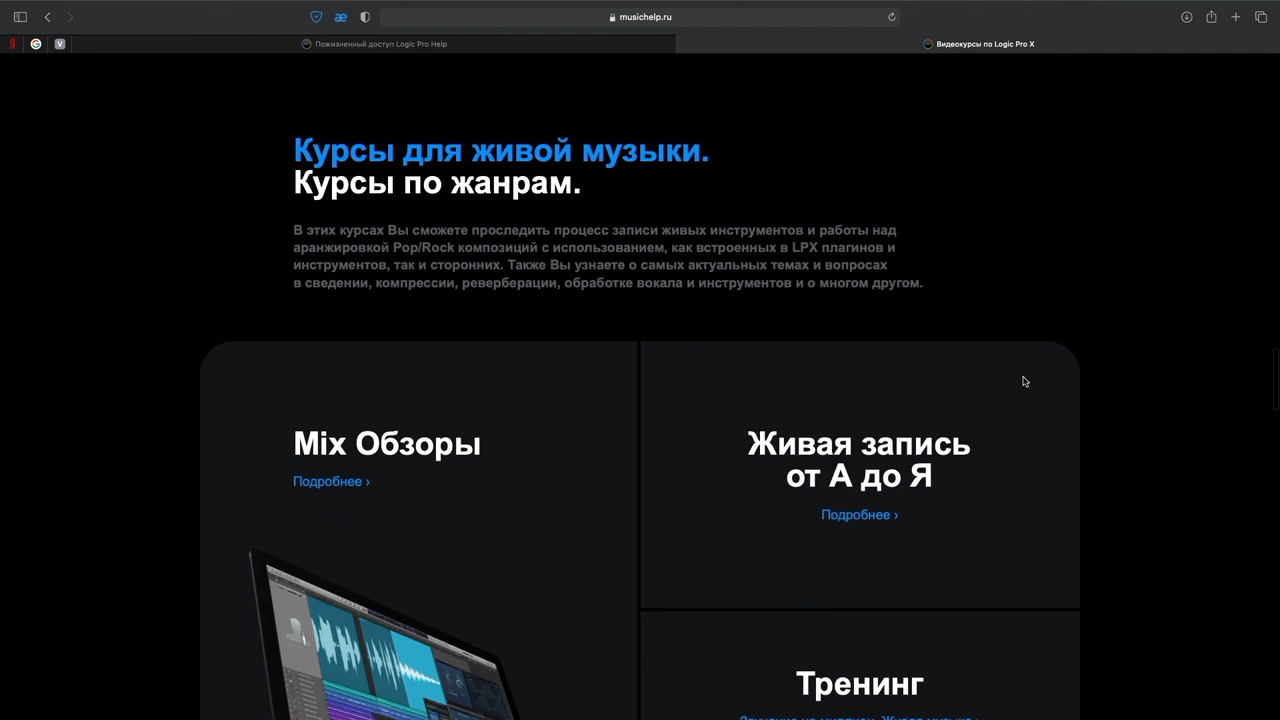 musichelp.ru
Пожизненный доступ Logic Pro Help
Видеокурсы по Logic Pro X
Курсы для живой музыки.
Курсы по жанрам.
В этих курсах Вы сможете проследить процесс записи живых инструментов и работы над
аранжировкой Pop/Rock композиций с использованием, как встроенных в LPX плагинов и
инструментов, так и сторонних. Также Вы узнаете о самых актуальных темах и вопросах
в сведении, компрессии, реверберации, обработке вокала и инструментов и о многом другом.
Mix Обзоры
Подробнее ›
Живая запись
от А до Я
Подробнее ›
Тренинг